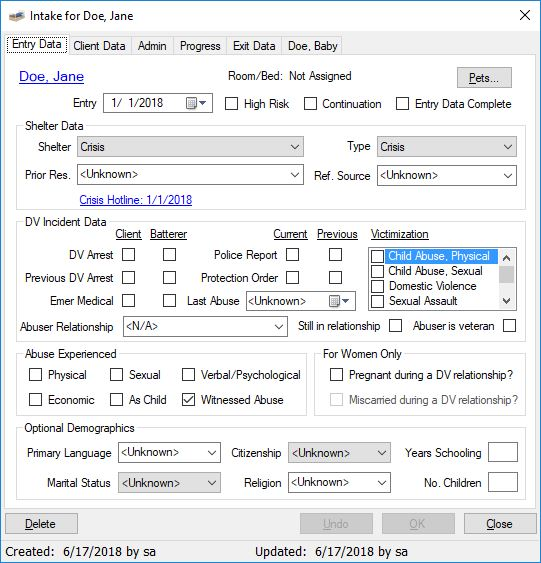 Intake for Doe, Jane
Entry Data Client Data Admin Progress Exit Data Doe, Baby
Doe, Jane Room/Bed: Not Assigned Pets...
Entry 1/ 1/2018 High Risk Continuation Entry Data Complete
Shelter Data
Shelter Crisis Type Crisis
Prior Res. <Unknown> Ref. Source <Unknown>
Crisis Hotline: 1/1/2018
DV Incident Data
Client Batterer Current Previous Victimization
DV Arrest Police Report Child Abuse, Physical
Previous DV Arrest Protection Order Child Abuse, Sexual
Domestic Violence
Emer Medical Last Abuse <Unknown> Sexual Assault
Abuser Relationship <N/A> Still in relationship Abuser is veteran
Abuse Experienced For Women Only
Physical Sexual Verbal/Psychological Pregnant during a DV relationship?
Economic As Child Witnessed Abuse Miscarried during a DV relationship?
Optional Demographics
Primary Language <Unknown> Citizenship <Unknown> Years Schooling
Marital Status <Unknown> Religion <Unknown> No. Children
Delete Undo OK Close
Created: 6/17/2018 by sa Updated: 6/17/2018 by sa